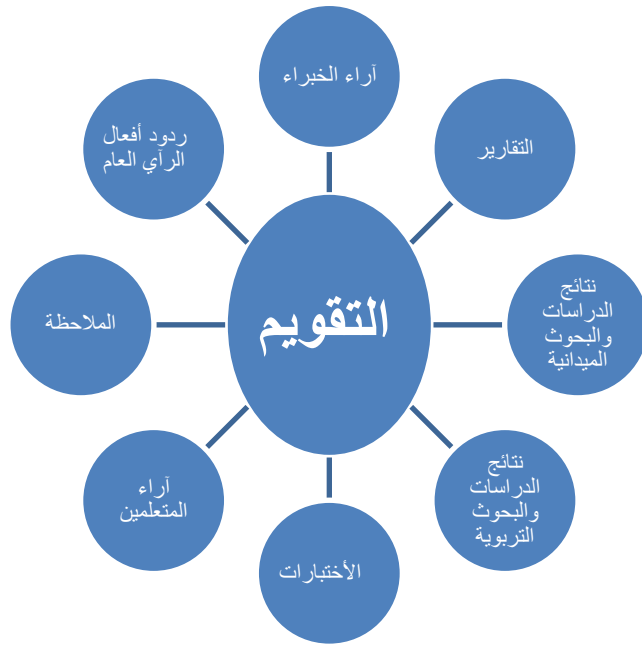 آراء الخبراء
التقارير
نتائج
الدراسات
والبحوث
الميدانية
نتائج
الدراسات
والبحوث
التربوية
الأختبارات
آراء
المتعلمين
الملاحظة
ردود أفعال
الرآي العام
التقويم